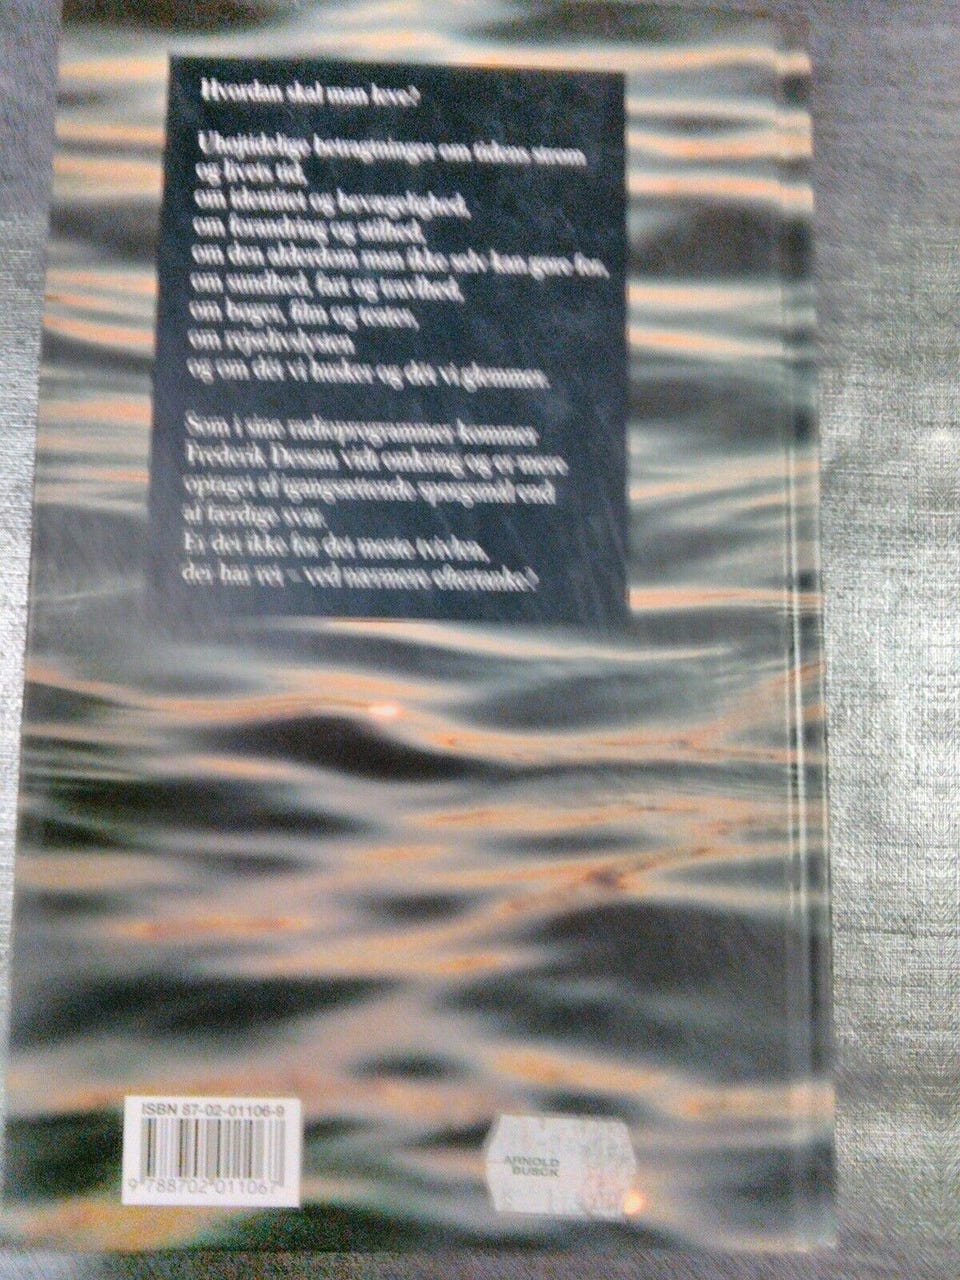 Hvordan skal man leve?
Uhøjtidelige betragtninger om tidens strøm
og livets tid,
om identitet og bevægelighed,
om forandring og stilhed,
om den alderdom man ikke selv kan gøre for,
om sundhed, fart og travlhed,
om bøger, film og teater,
om rejselivslysten
og om dét vi husker og dét vi glemmer.
Som i sine radioprogrammer kommer
Frederik Dessau vidt omkring og er mere
optaget af igangsættende spørgsmål end
af færdige svar.
Er det ikke for det meste tvivlen,
der har ret – ved nærmere eftertanke?
ISBN 87-02-01106-9
9 788702 011067
ARNOLD
BUSCK